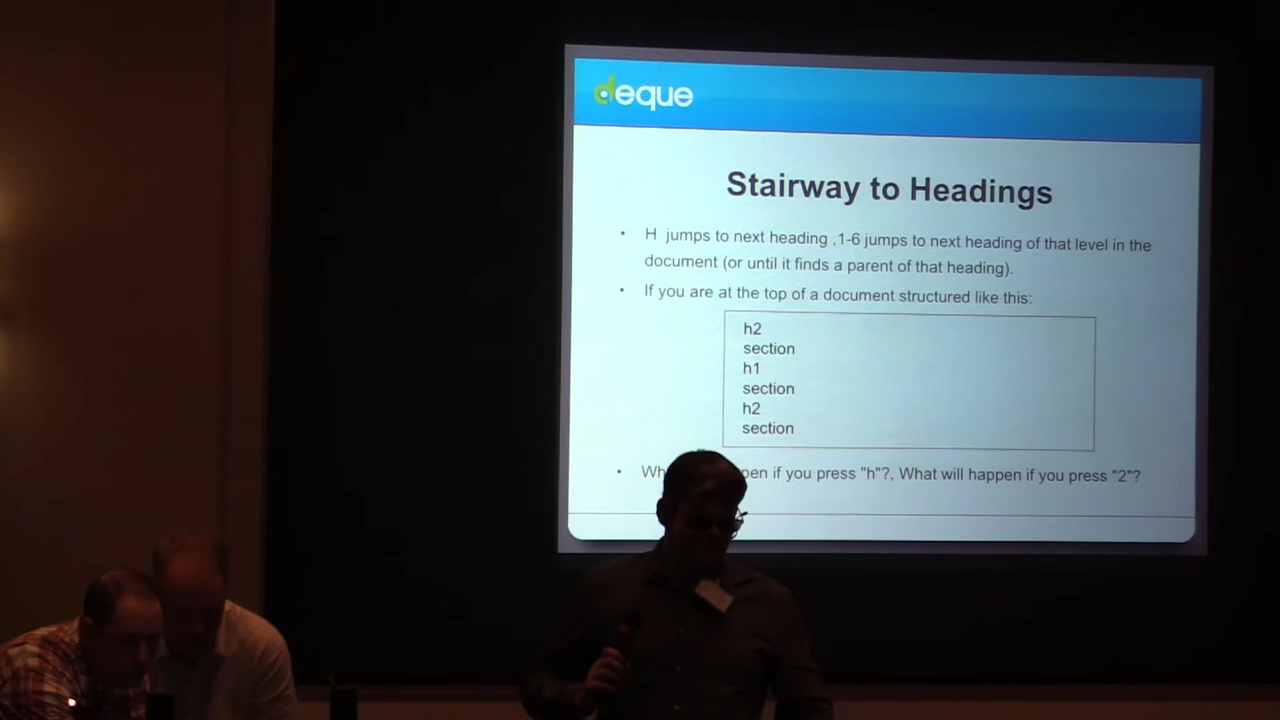 deque
Stairway to Headings
• H jumps to next heading ,1-6 jumps to next heading of that level in the
document (or until it finds a parent of that heading).
• If you are at the top of a document structured like this:
h2
section
h1
section
h2
section
• if you press "h"?, What will happen if you press "2"?